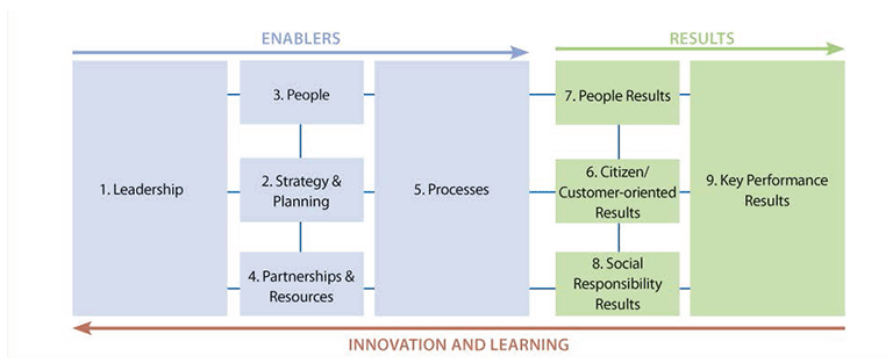 ENABLERS
RESULTS
1. Leadership
3. People
2. Strategy &
Planning
4. Partnerships &
Resources
5. Processes
7. People Results
6. Citizen/
Customer-oriented
Results
8. Social
Responsibility
Results
9. Key Performance
Results
INNOVATION AND LEARNING